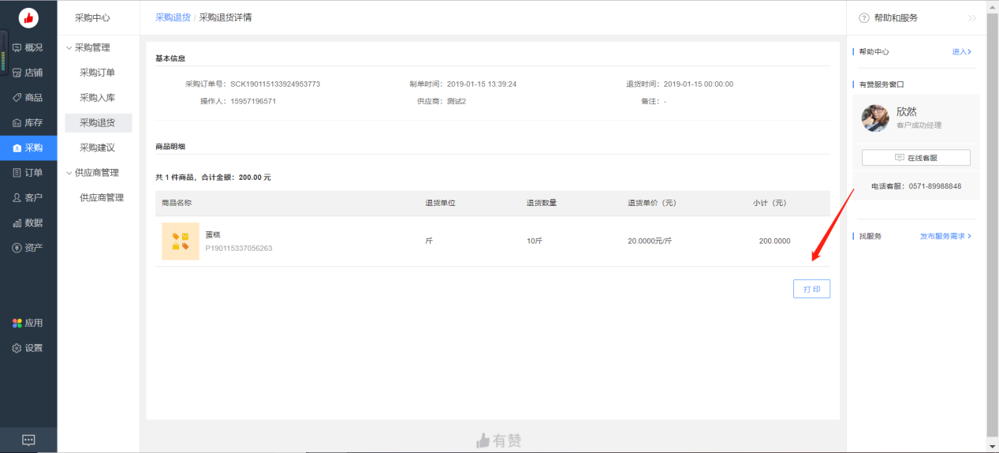 概况
店铺
商品
库存
采购
订单
客户
数据
资产
应用
设置
采购中心
采购管理
采购订单
采购入库
采购退货
采购建议
供应商管理
供应商管理
采购退货 / 采购退货详情
基本信息
采购订单号：SCK190115133924953773 制单时间：2019-01-15 13:39:24 退货时间：2019-01-15 00:00:00
操作人：15957196571 供应商：测试2 备注：-
商品明细
共 1 件商品，合计金额：200.00 元
商品名称 退货单位 退货数量 退货单价（元） 小计（元）
蛋糕 斤 10斤 20.0000元/斤 200.0000
P190115337056263
打印
有赞
帮助和服务
帮助中心 进入
有赞服务窗口
欣然
客户成功经理
在线客服
电话客服：0571-89988848
找服务 发布服务需求